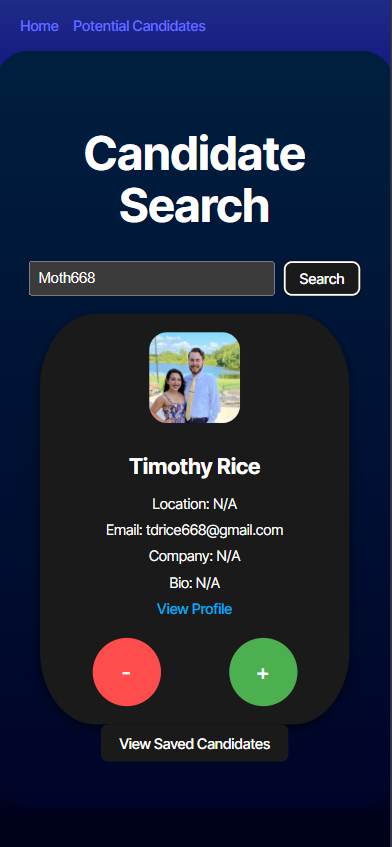 Home Potential Candidates
Candidate
Search
Moth668 Search
Timothy Rice
Location: N/A
Email: tdrice668@gmail.com
Company: N/A
Bio: N/A
View Profile
- +
View Saved Candidates